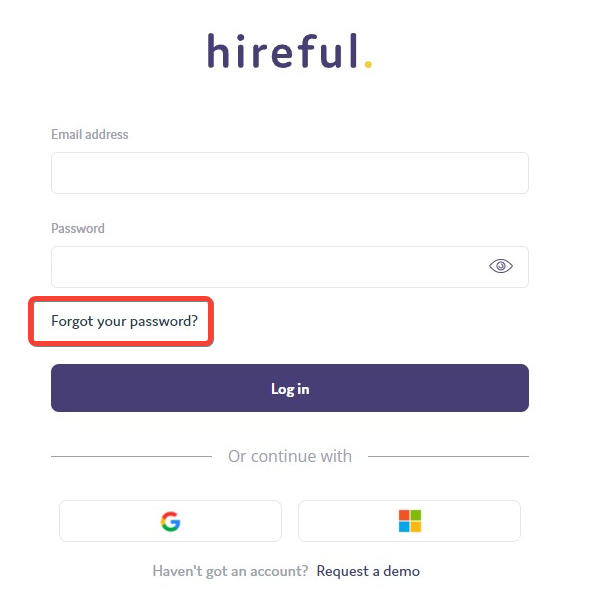 hireful.
Email address
Password
Forgot your password?
Log in
Or continue with
Haven't got an account? Request a demo